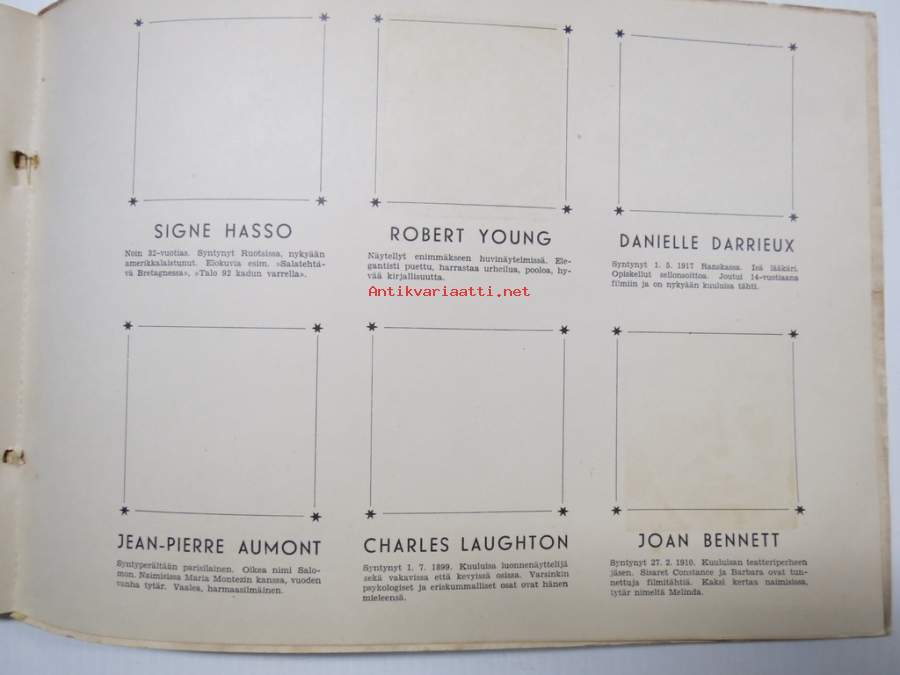 SIGNE HASSO
Noin 32-vuotias. Syntynyt Ruotsissa, nykyään
amerikkalaistunut. Elokuvia esim. »Salatehtä-
vä Bretagnessa», »Talo 92 kadun varrella».
ROBERT YOUNG
Näytellyt enimmäkseen huvinäytelmissä. Ele-
gantisti puettu, harrastaa urheilua, pooloa, hy-
vää kirjallisuutta.
Antikvariaatti.net
DANIELLE DARRIEUX
Syntynyt 1. 5. 1917 Ranskassa. Isä lääkäri.
Opiskellut sellonsoittoa. Joutui 14-vuotiaana
filmiin ja on nykyään kuuluisa tähti.
JEAN-PIERRE AUMONT
Syntyperältään parisilainen. Oikea nimi Salo-
mon. Naimisissa Maria Montezin kanssa, vuoden
vanha tytär. Vaalea, harmaasilmäinen.
CHARLES LAUGHTON
Syntynyt 1. 7. 1899. Kuuluisa luonnenäyttelijä
sekä vakavissa että kevyissä osissa. Varsinkin
psykologiset ja eriskummalliset osat ovat hänen
mieleensä.
JOAN BENNETT
Syntynyt 27. 2. 1910. Kuuluisan teatteriperheen
jäsen. Sisaret Constance ja Barbara ovat tun-
nettuja filmitähtiä. Kaksi kertaa naimisissa,
tytär nimeltä Melinda.